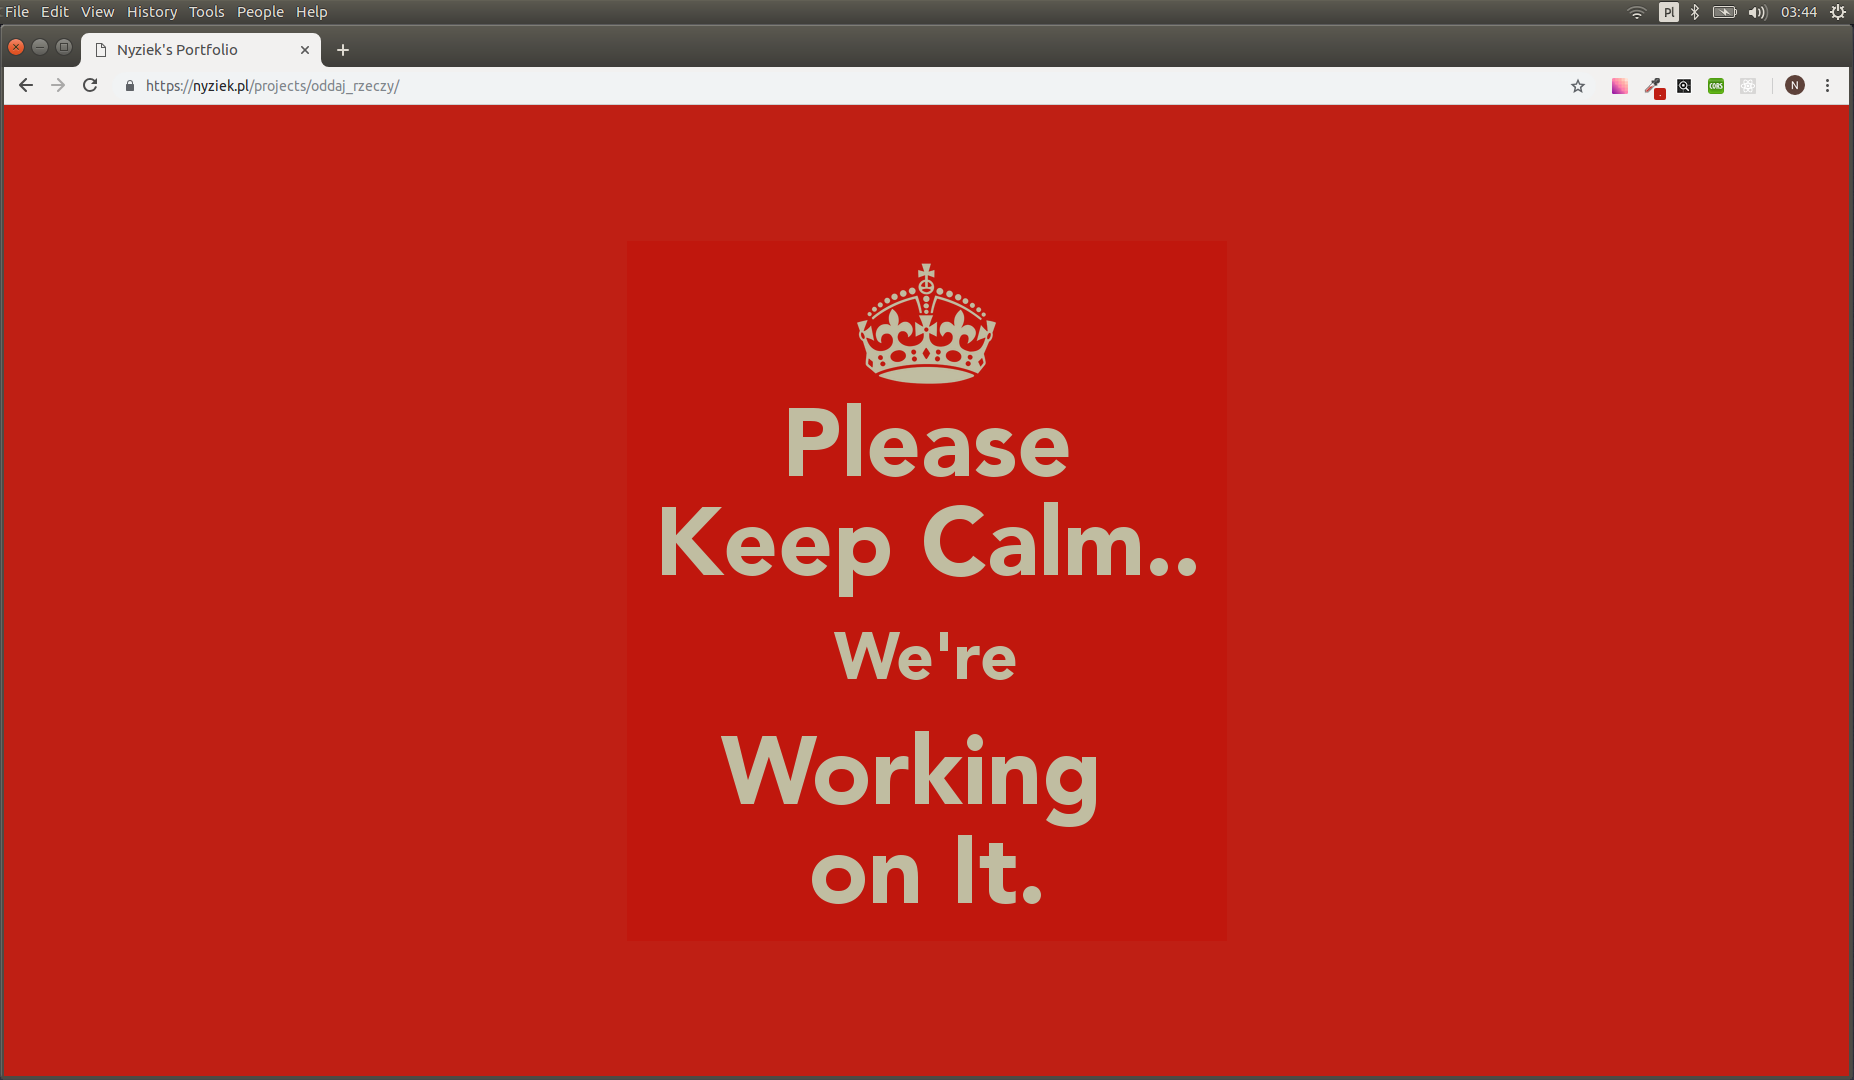 File Edit View History Tools People Help
Pl
03:44
Nyziek's Portfolio
https://nyziek.pl/projects/oddaj_rzeczy/
CORS
N
Please
Keep Calm..
We're
Working
on It.